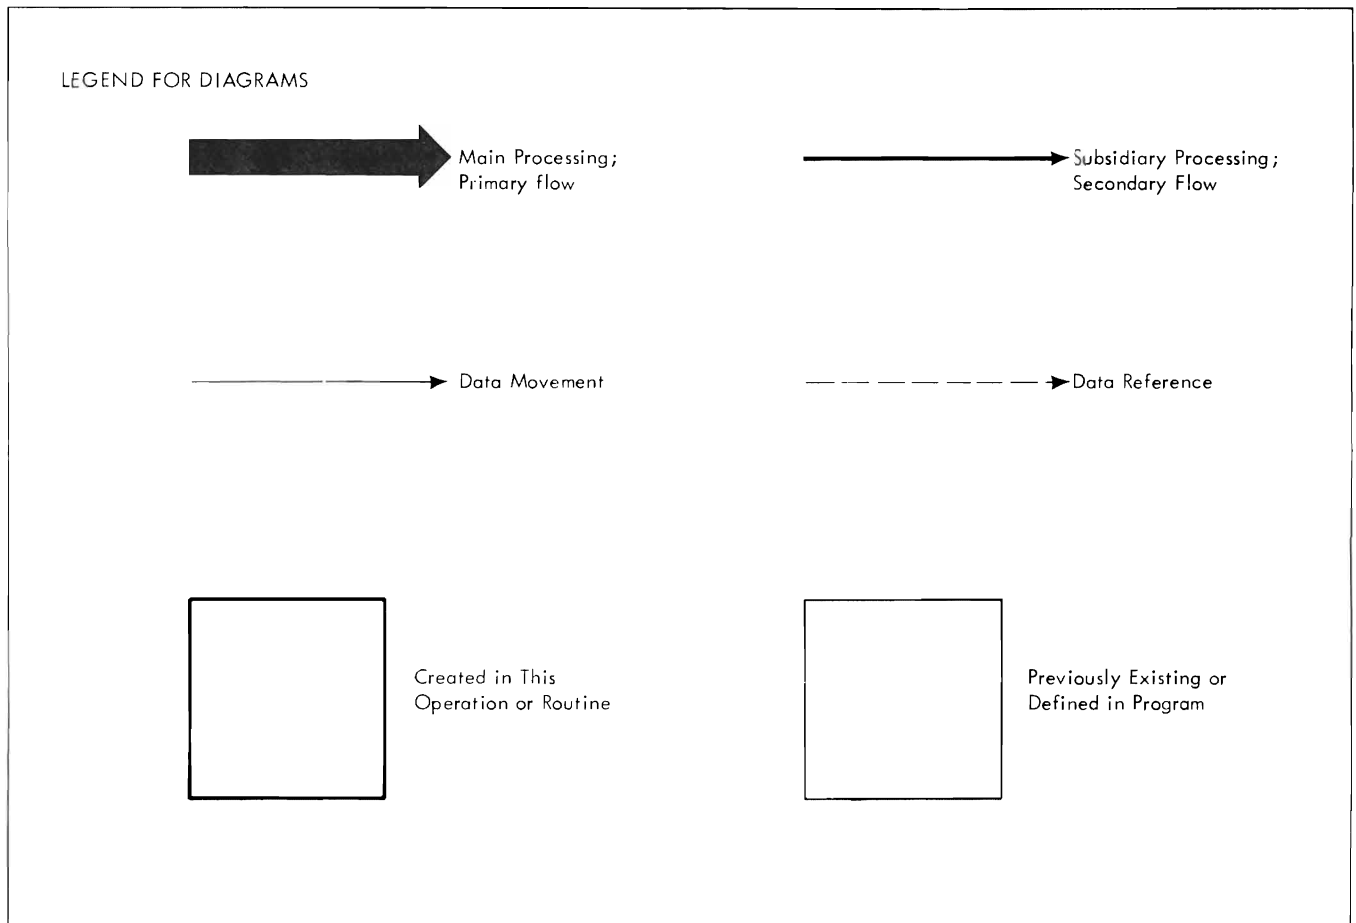 LEGEND FOR DIAGRAMS
Main Processing;
Primary flow
Subsidiary Processing;
Secondary Flow
Data Movement
Data Reference
Created in This
Operation or Routine
Previously Existing or
Defined in Program